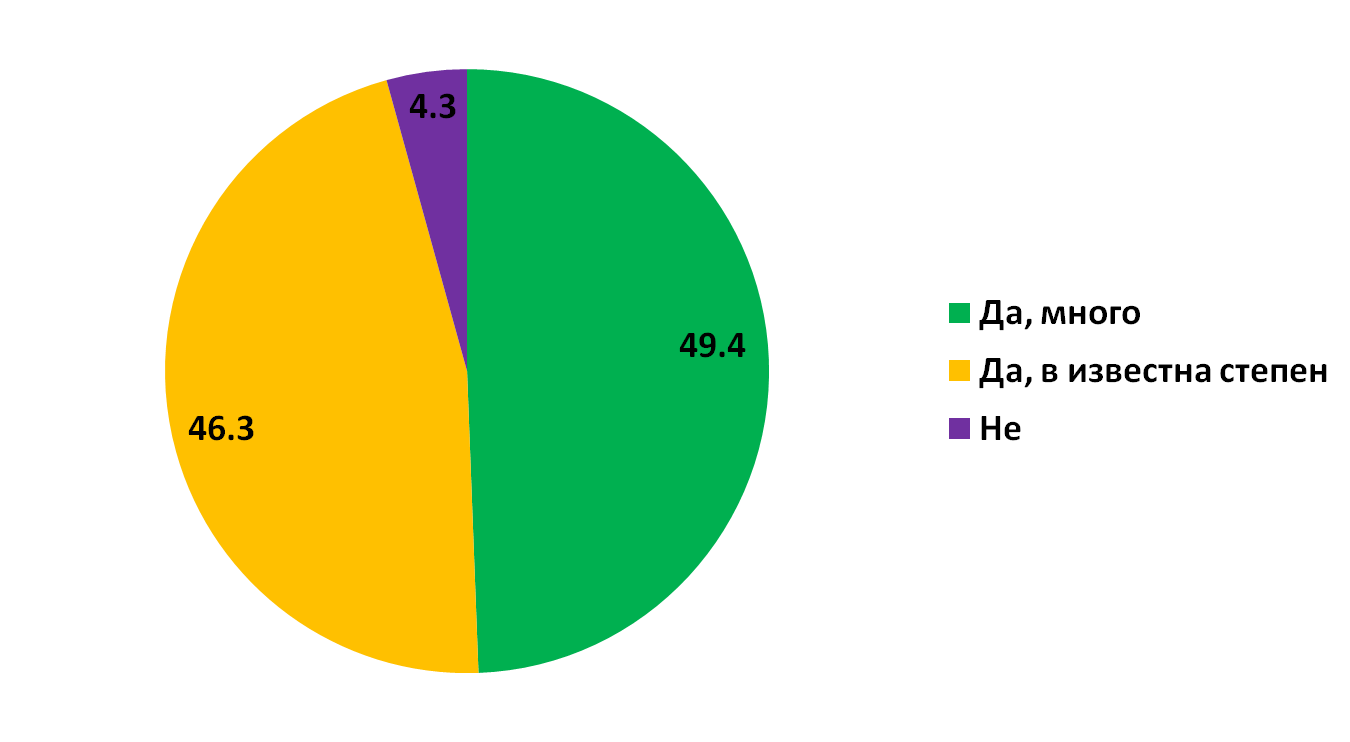 4.3
49.4
46.3
Да, много
Да, в известна степен
Не